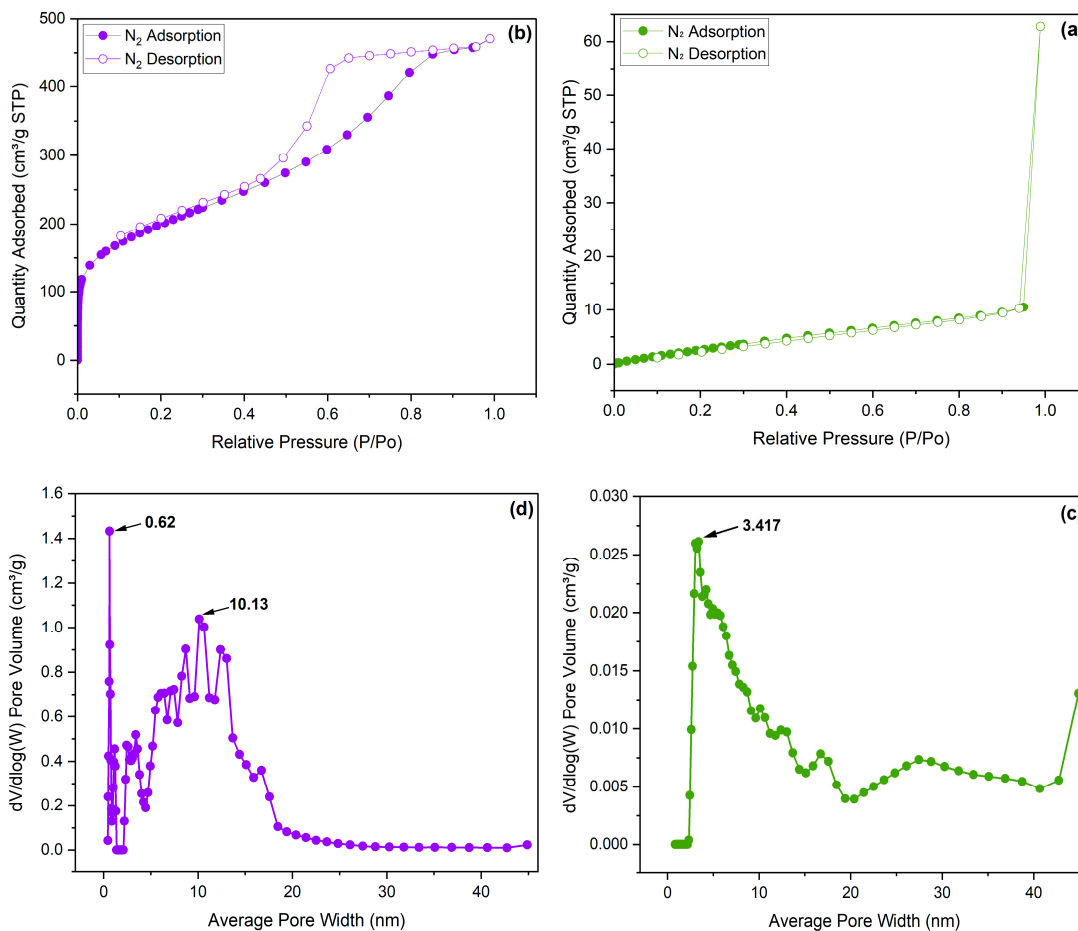 (b)
N₂ Adsorption
N₂ Desorption
500
400
300
200
100
0
Quantity Adsorbed (cm³/g STP)
0.0 0.2 0.4 0.6 0.8 1.0
Relative Pressure (P/Po)
(a
N₂ Adsorption
N₂ Desorption
60
50
40
30
20
10
0
Quantity Adsorbed (cm³/g STP)
0.0 0.2 0.4 0.6 0.8 1.0
Relative Pressure (P/Po)
(d)
0.62
10.13
1.6
1.4
1.2
1.0
0.8
0.6
0.4
0.2
0.0
dV/dlog(W) Pore Volume (cm³/g)
0 10 20 30 40
Average Pore Width (nm)
(c
3.417
0.030
0.025
0.020
0.015
0.010
0.005
0.000
dV/dlog(W) Pore Volume (cm³/g)
0 10 20 30 40
Average Pore Width (nm)